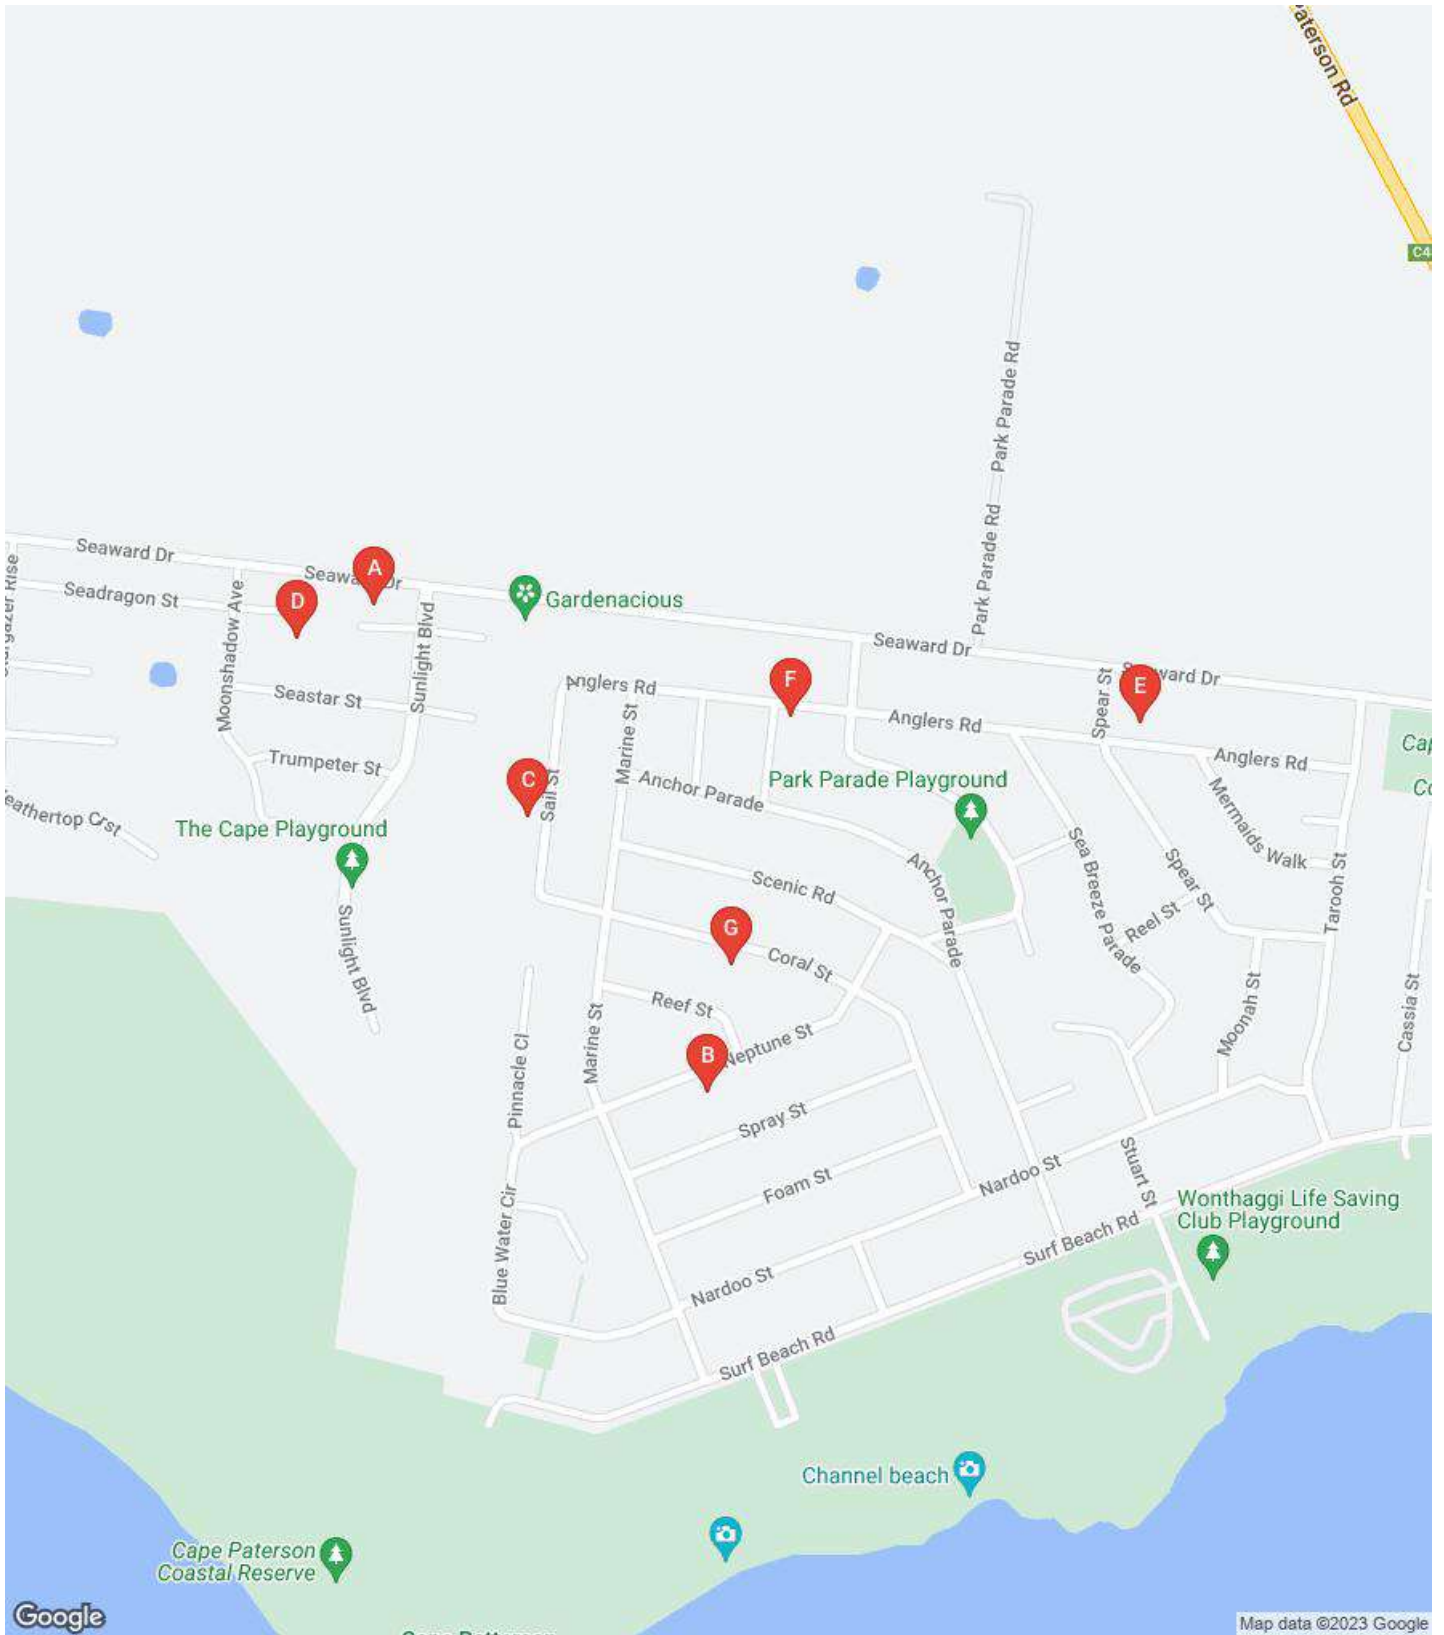 Paterson Rd
C4
Park Parade Rd
Park Parade Rd
Seaward Dr
Seaward Dr
A
Seadragon St
D
Stargazer Rise
Moonshadow Ave
Sunlight Blvd
Gardenacious
Seaward Dr
Seaward Dr
Spear St
E
F
Anglers Rd
Anglers Rd
Anglers Rd
Seastar St
Marine St
Trumpeter St
C
Sail St
Anchor Parade
Park Parade Playground
Mermaids Walk
The Cape Playground
Sea Breeze Parade
Spear St
Scenic Rd
Anchor Parade
Tarooh St
Reel St
G
Coral St
Sunlight Blvd
Reef St
Marine St
Moonah St
Cassia St
B
Neptune St
Pinnacle Cl
Spray St
Foam St
Nardoo St
Stuart St
Wonthaggi Life Saving
Club Playground
Blue Water Cir
Surf Beach Rd
Nardoo St
Surf Beach Rd
Channel beach
Cape Paterson
Coastal Reserve
Google
Map data ©2023 Google